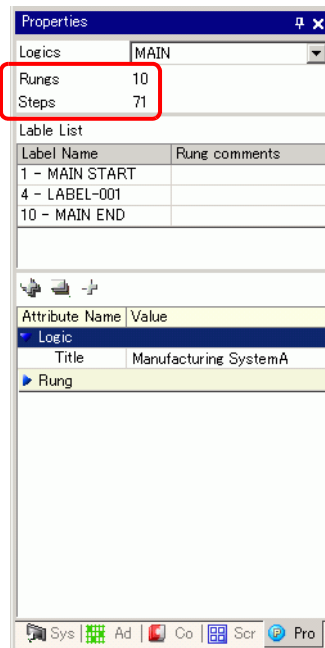 Properties
Logics MAIN
Rungs 10
Steps 71
Lable List
Label Name Rung comments
1 - MAIN START
4 - LABEL-001
10 - MAIN END
Attribute Name Value
Logic
Title Manufacturing SystemA
Rung
Sys Ad Co Scr Pro